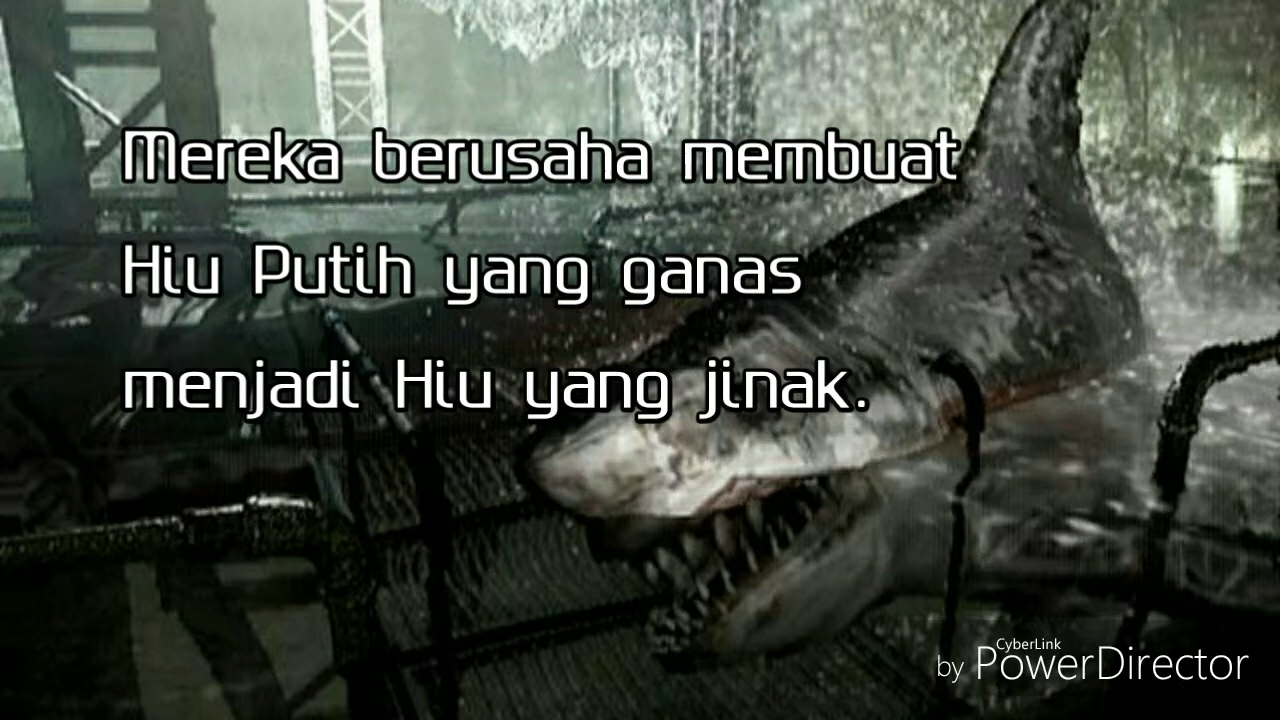 Mereka berusaha membuat
Hiu Putih yang ganas
menjadi Hiu yang jinak.
CyberLink
by PowerDirector